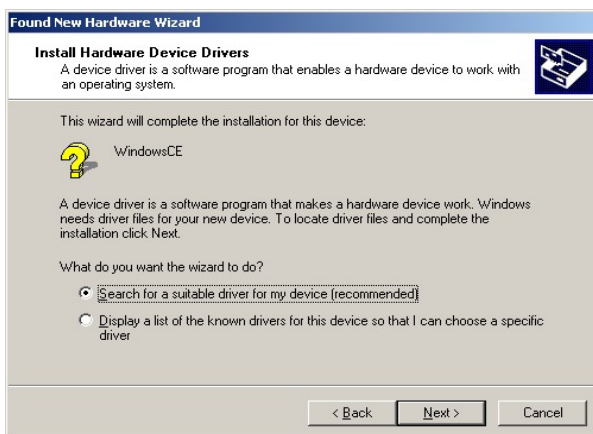 Found New Hardware Wizard
Install Hardware Device Drivers
A device driver is a software program that enables a hardware device to work with
an operating system.
This wizard will complete the installation for this device:
WindowsCE
A device driver is a software program that makes a hardware device work. Windows
needs driver files for your new device. To locate driver files and complete the
installation click Next.
What do you want the wizard to do?
Search for a suitable driver for my device (recommended)
Display a list of the known drivers for this device so that I can choose a specific
driver
< Back Next > Cancel